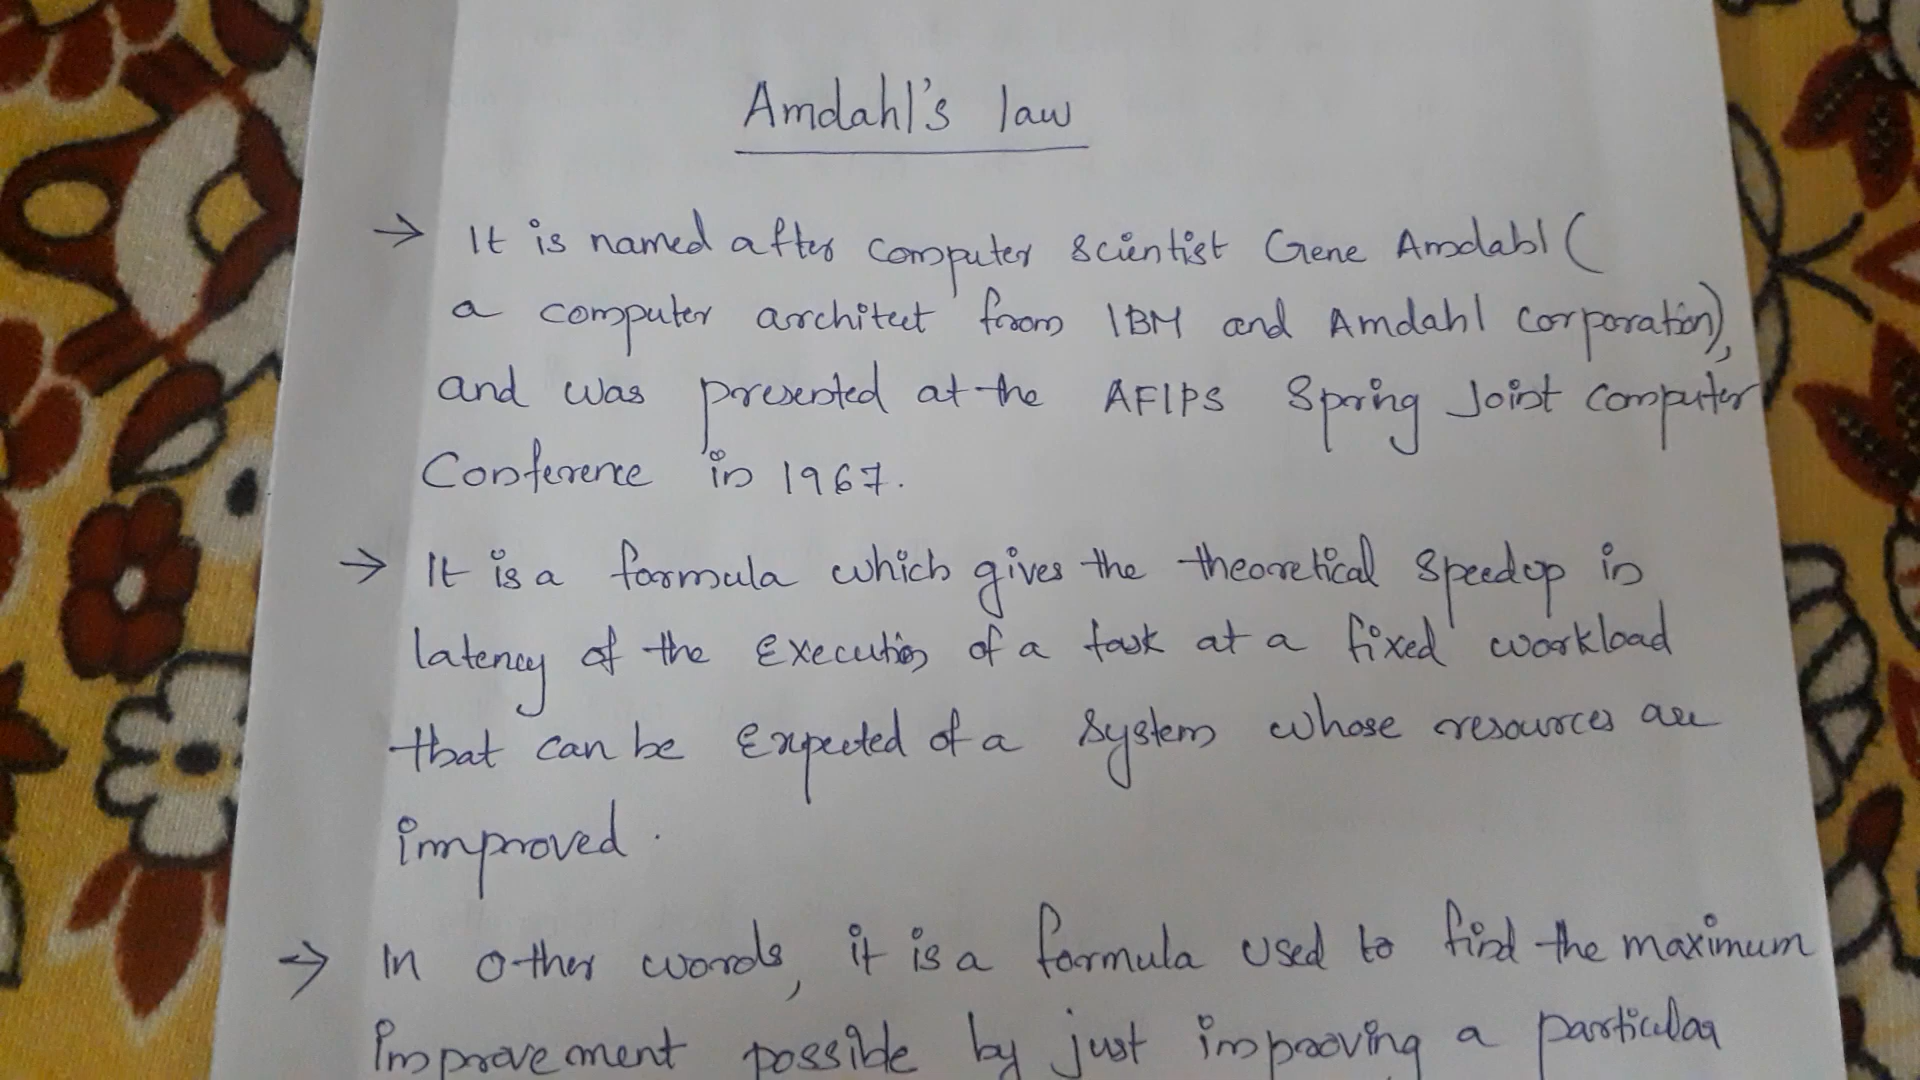 Amdahl's law
→ It is named after computer scientist Gene Amdahl (
a computer architect from IBM and Amdahl corporation),
and was presented at the AFIPS Spring Joint Computer
Conference in 1967.
→ It is a formula which gives the theoretical speedup in
latency of the execution of a task at a fixed workload
that can be expected of a system whose resources are
improved.
→ In other words, it is a formula used to find the maximum
improvement possible by just improving a particular